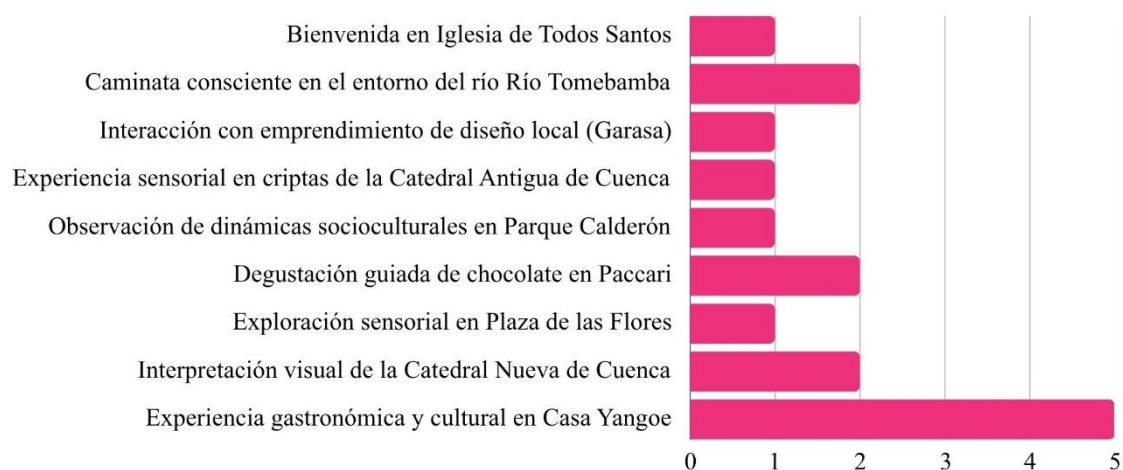 Bienvenida en Iglesia de Todos Santos
Caminata consciente en el entorno del río Río Tomebamba
Interacción con emprendimiento de diseño local (Garasa)
Experiencia sensorial en criptas de la Catedral Antigua de Cuenca
Observación de dinámicas socioculturales en Parque Calderón
Degustación guiada de chocolate en Paccari
Exploración sensorial en Plaza de las Flores
Interpretación visual de la Catedral Nueva de Cuenca
Experiencia gastronómica y cultural en Casa Yangoe
0 1 2 3 4 5